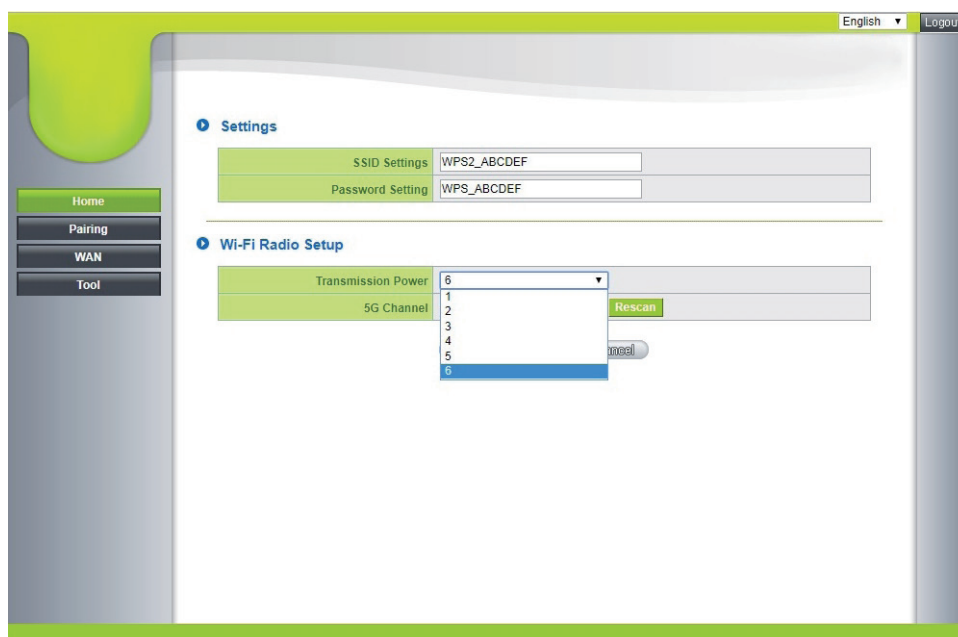 English
Logou
Home
Pairing
WAN
Tool
Settings
SSID Settings WPS2_ABCDEF
Password Setting WPS_ABCDEF
Wi-Fi Radio Setup
Transmission Power 6
1
2
3
4
5
6
5G Channel Rescan
ancel